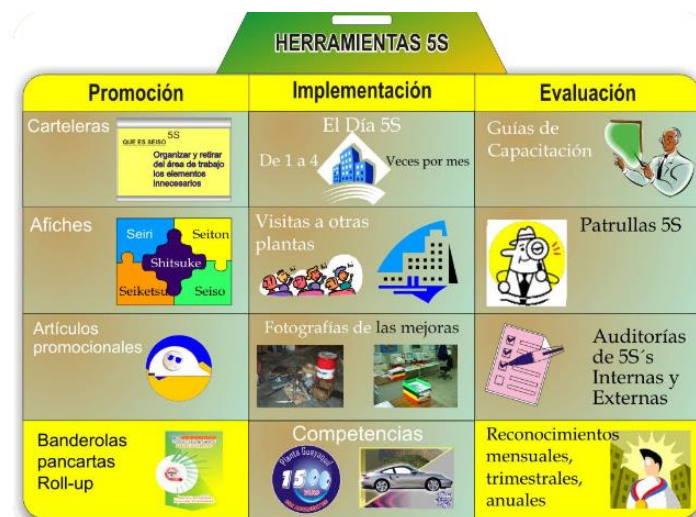 HERRAMIENTAS 5S
Promoción
Implementación
Evaluación
Carteleras
5S
QUE ES SEISO
Organizar y retirar
del área de trabajo
los elementos
innecesarios
El Día 5S
De 1 a 4
Veces por mes
Guías de
Capacitación
Afiches
Seiri
Seiton
Shitsuke
Seiketsu
Seiso
Visitas a otras
plantas
Patrullas 5S
Artículos
promocionales
Fotografías de las mejoras
Auditorías
de 5S´s
Internas y
Externas
Banderolas
pancartas
Roll-up
Competencias
Planta Guayaquil
1500
Reconocimientos
mensuales,
trimestrales,
anuales